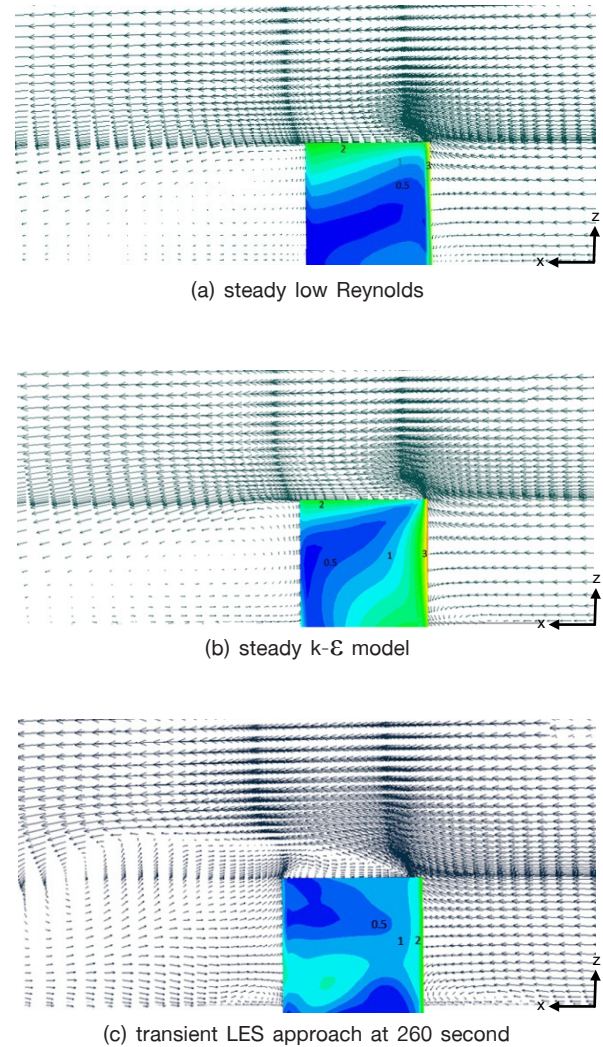 2
1
3
0.5
z
x
(a) steady low Reynolds
2
0.5
1
3
z
x
(b) steady k-ε model
0.5
1
2
z
x
(c) transient LES approach at 260 second